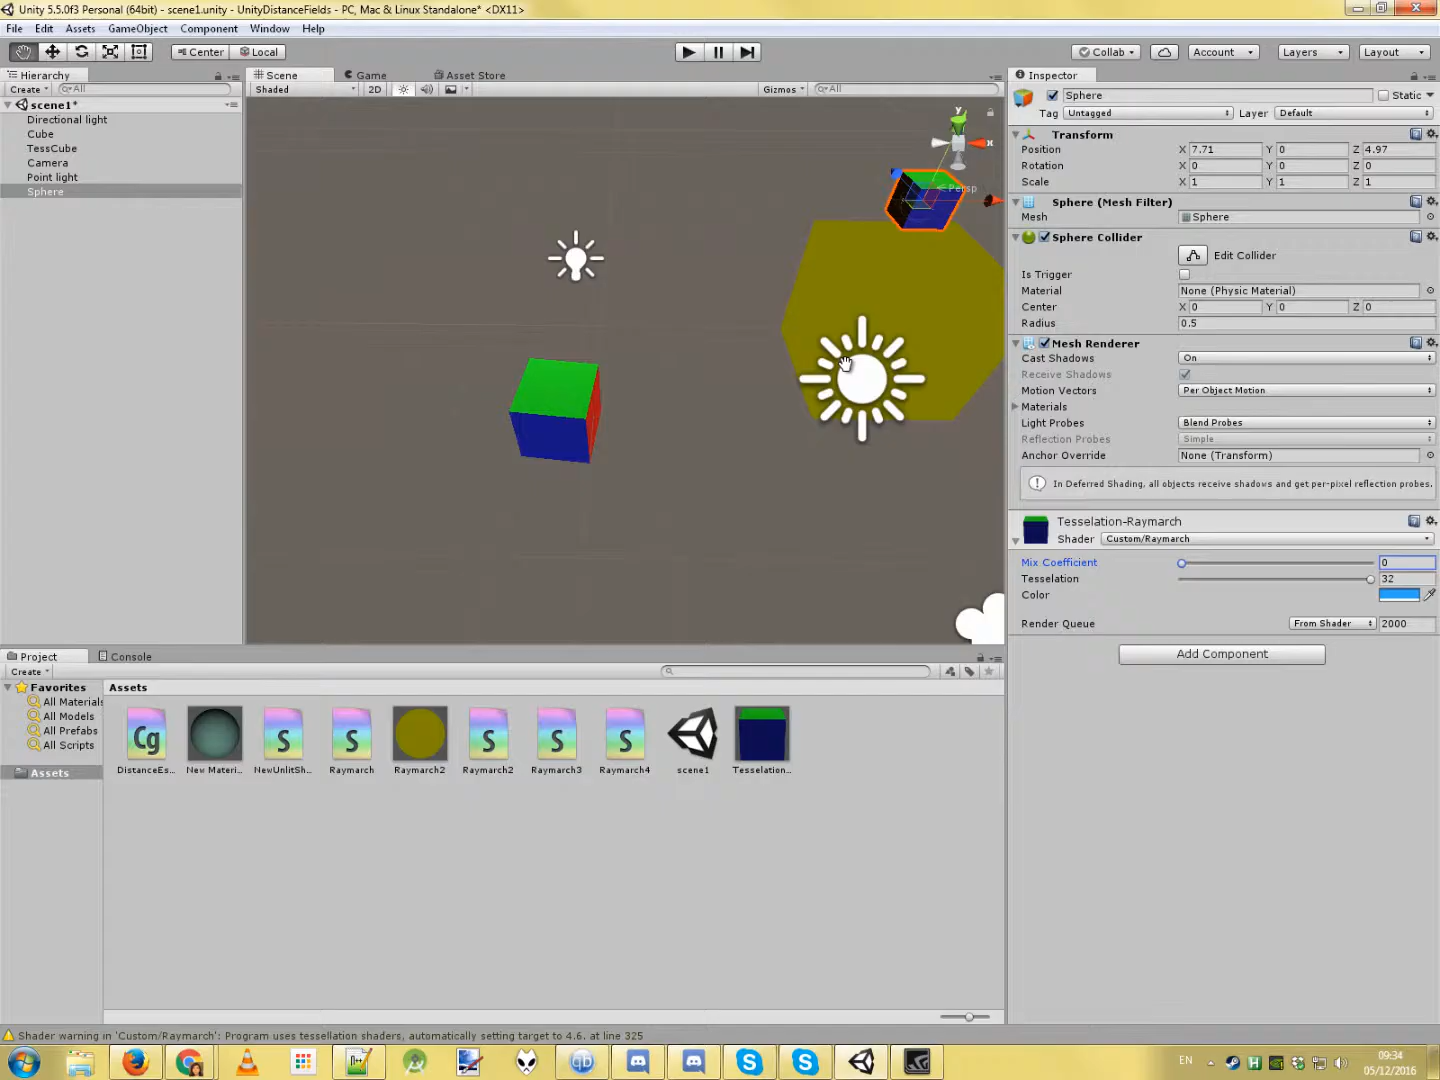 Unity 5.5.0f3 Personal (64bit) - scene1.unity - UnityDistanceFields - PC, Mac & Linux Standalone* <DX11>
File Edit Assets GameObject Component Window Help
Center Local Collab Account Layers Layout
Hierarchy
Create All
scene1*
Directional light
Cube
TessCube
Camera
Point light
Sphere
Scene Game Asset Store
Shaded 2D Gizmos All
y
x
Persp
Inspector
Sphere Static
Tag Untagged Layer Default
Transform
Position X 7.71 Y 0 Z 4.97
Rotation X 0 Y 0 Z 0
Scale X 1 Y 1 Z 1
Sphere (Mesh Filter)
Mesh Sphere
Sphere Collider
Edit Collider
Is Trigger
Material None (Physic Material)
Center X 0 Y 0 Z 0
Radius 0.5
Mesh Renderer
Cast Shadows On
Receive Shadows
Motion Vectors Per Object Motion
Materials
Light Probes Blend Probes
Reflection Probes Simple
Anchor Override None (Transform)
In Deferred Shading, all objects receive shadows and get per-pixel reflection probes.
Tesselation-Raymarch
Shader Custom/Raymarch
Mix Coefficient 0
Tesselation 32
Color
Render Queue From Shader 2000
Add Component
Project Console
Create
Favorites
All Materials
All Models
All Prefabs
All Scripts
Assets
Assets
Cg S S S S S
DistanceEs... New Materi... NewUnlitSh... Raymarch Raymarch2 Raymarch2 Raymarch3 Raymarch4 scene1 Tesselation...
Shader warning in 'Custom/Raymarch': Program uses tessellation shaders, automatically setting target to 4.6. at line 325
EN 09:34
05/12/2016